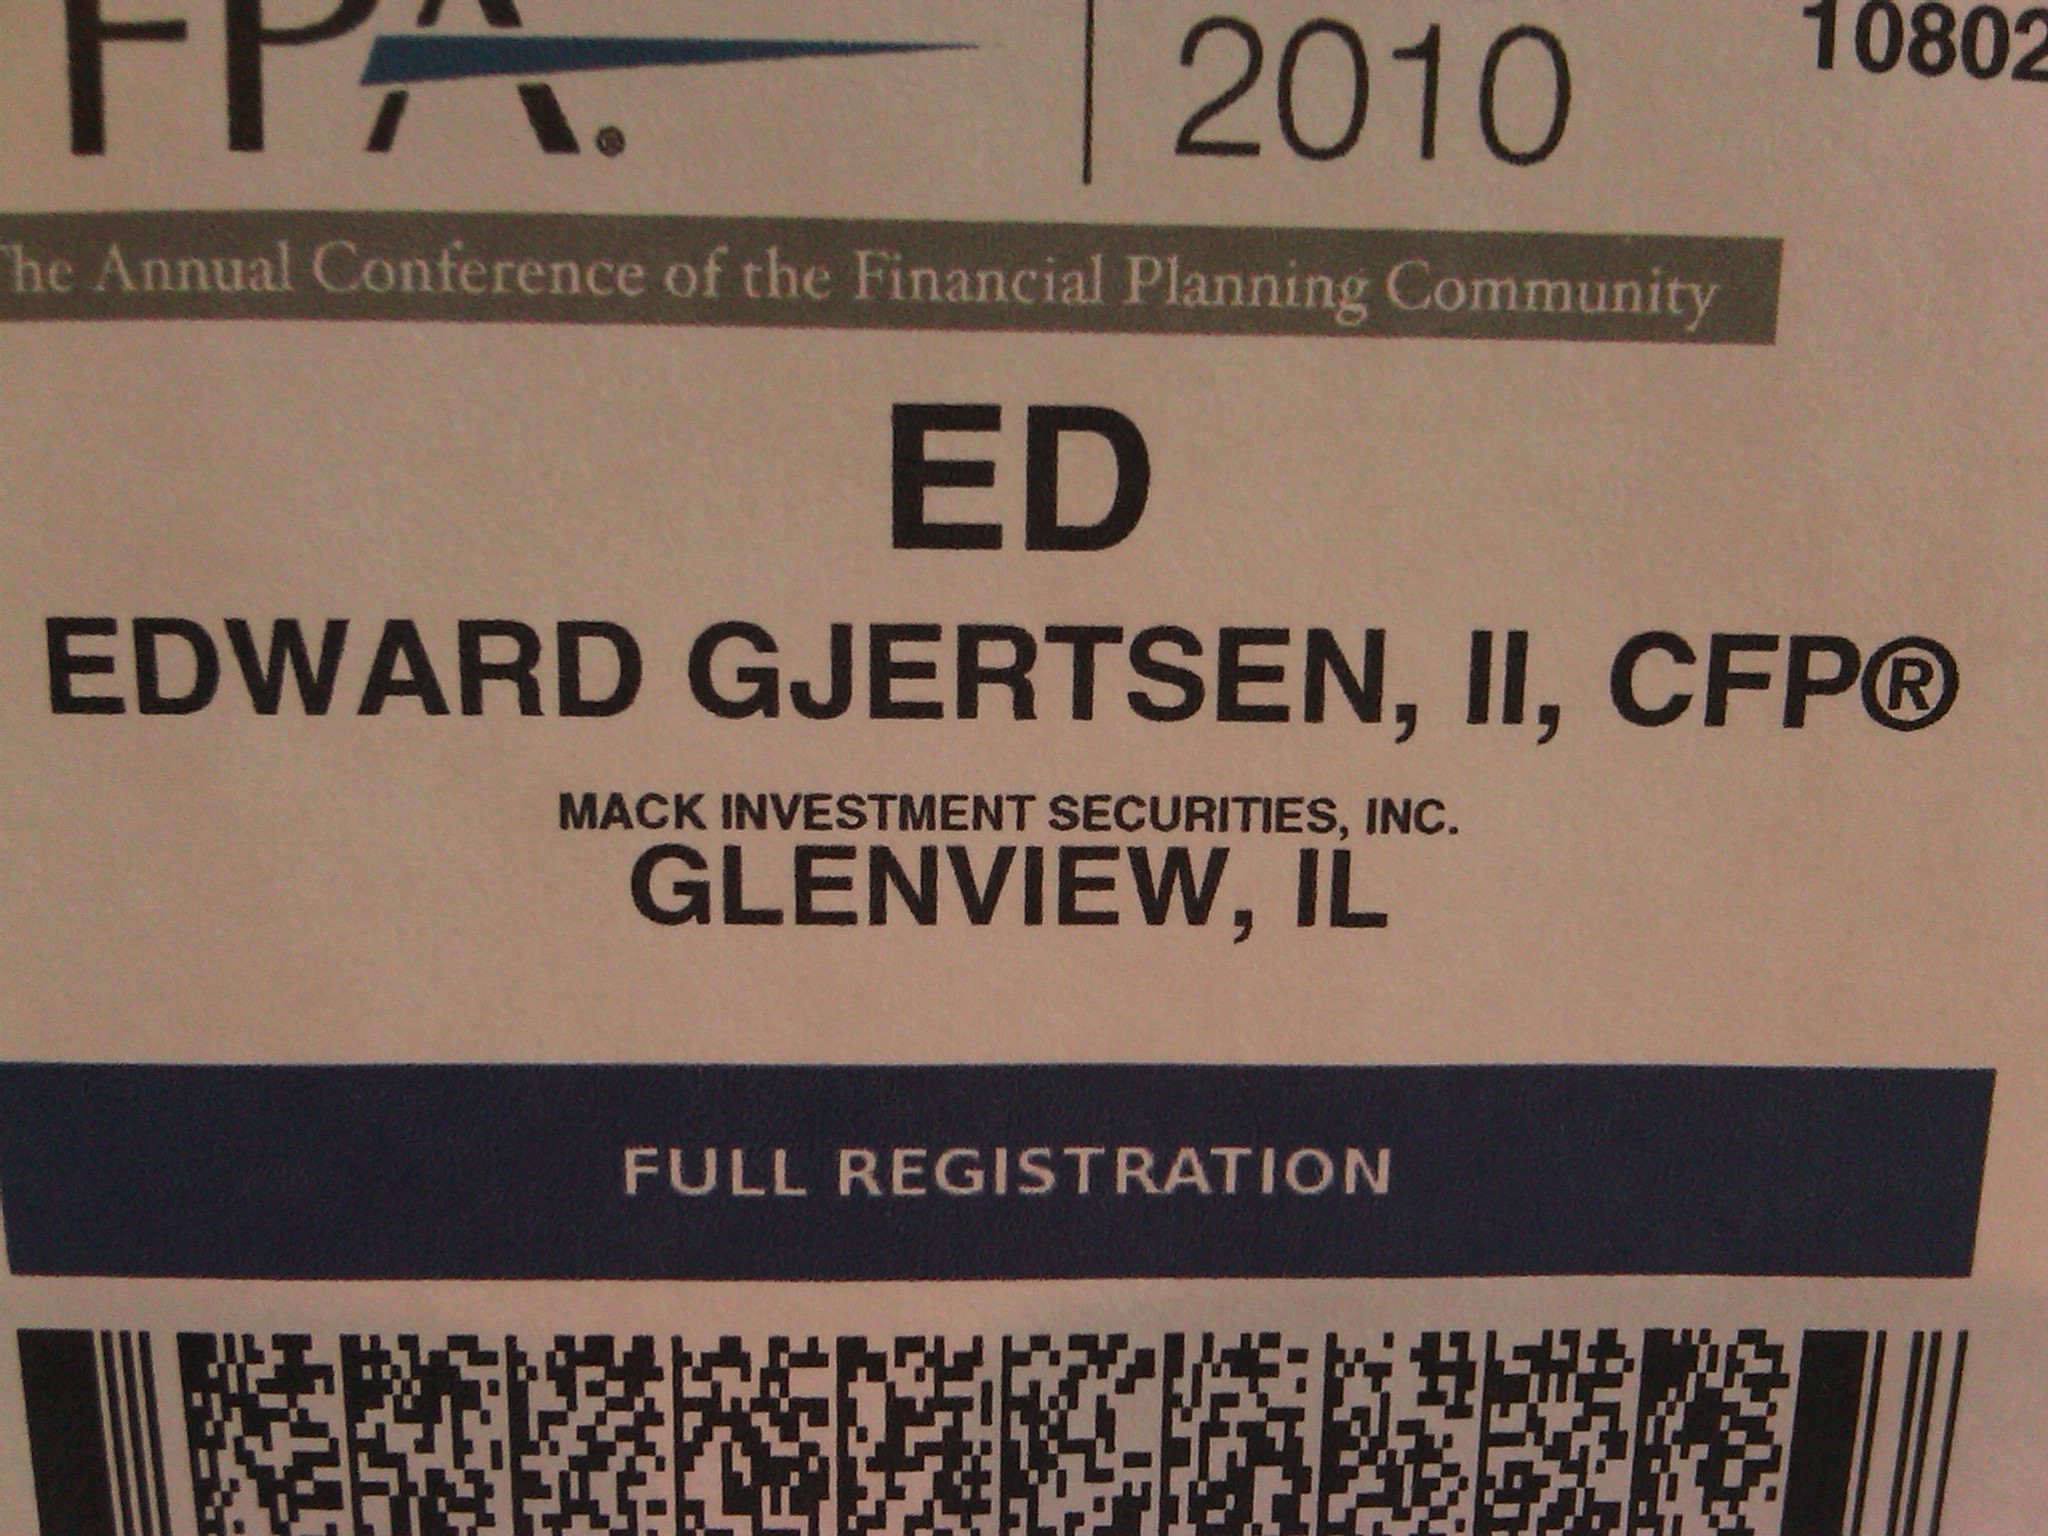 FPA® 2010 10802
The Annual Conference of the Financial Planning Community
ED
EDWARD GJERTSEN, II, CFP®
MACK INVESTMENT SECURITIES, INC.
GLENVIEW, IL
FULL REGISTRATION